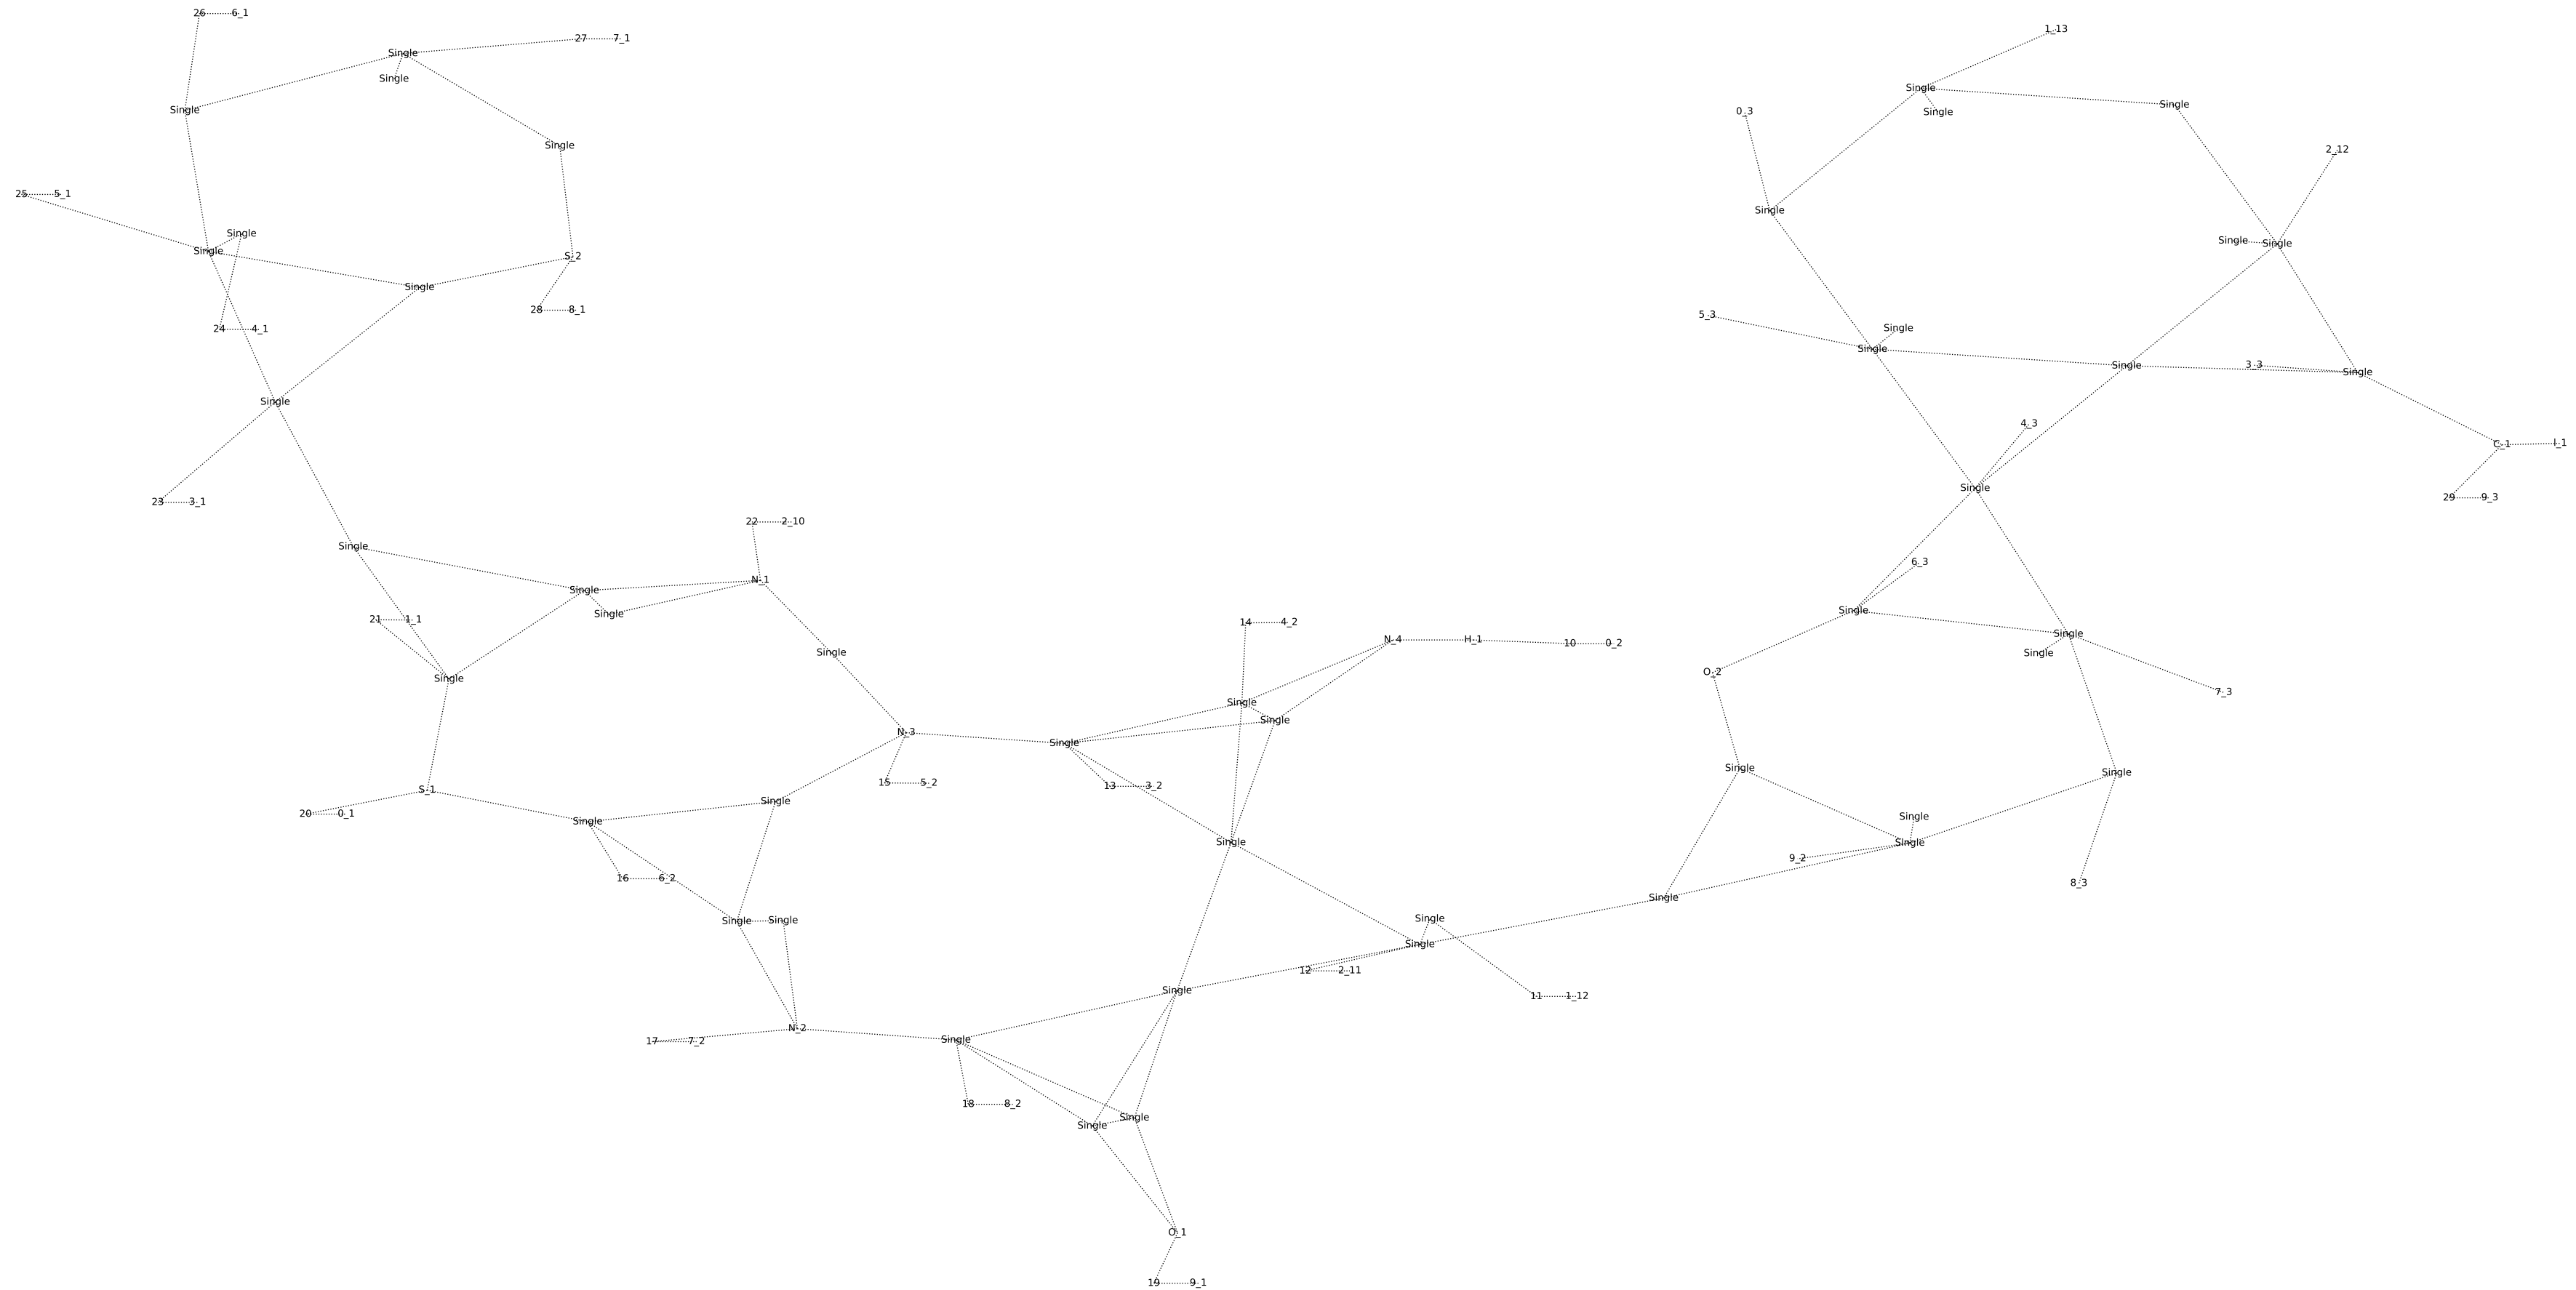 26 6_1
1_13
27 7_1
Single
Single
Single
Single
0_3
Single
Single
Single
Single
2_12
25 5_1
Single
Single
Single
Single
Single
Single
S_2
Single
28 8_1
5_3
24 4_1
Single
Single
Single
3_3
Single
Single
4_3
C_1
I_1
Single
29 9_3
23 3_1
22 2_10
Single
6_3
N_1
Single
Single
Single
21 1_1
14 4_2
Single
N_4
H_1
10
0_2
Single
Single
O_2
Single
7_3
Single
Single
N_3
Single
Single
Single
15 5_2
13 3_2
S_1
Single
20 0_1
Single
Single
Single
Single
9_2
16 6_2
8_3
Single
Single
Single
Single
Single
12 2_11
Single
11 1_12
N_2
17 7_2
Single
18 8_2
Single
Single
O_1
19 9_1